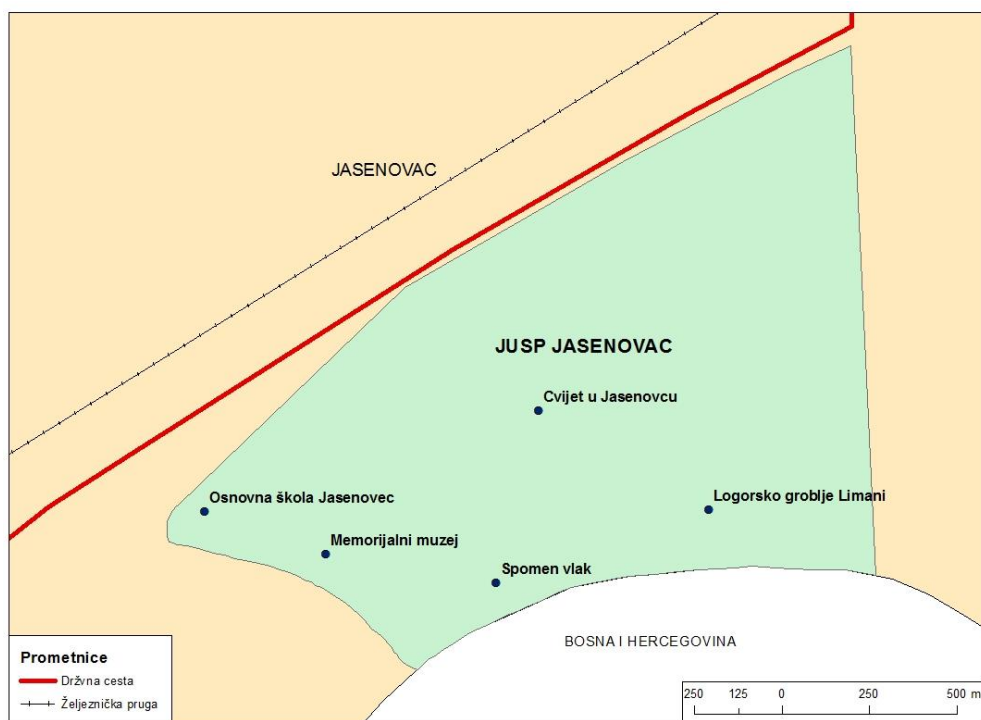 JASENOVAC
JUSP JASENOVAC
Cvijet u Jasenovcu
Osnovna škola Jasenovec
Logorsko groblje Limani
Memorijalni muzej
Spomen vlak
BOSNA I HERCEGOVINA
Prometnice
Držvna cesta
Željeznička pruga
250 125 0 250 500 m